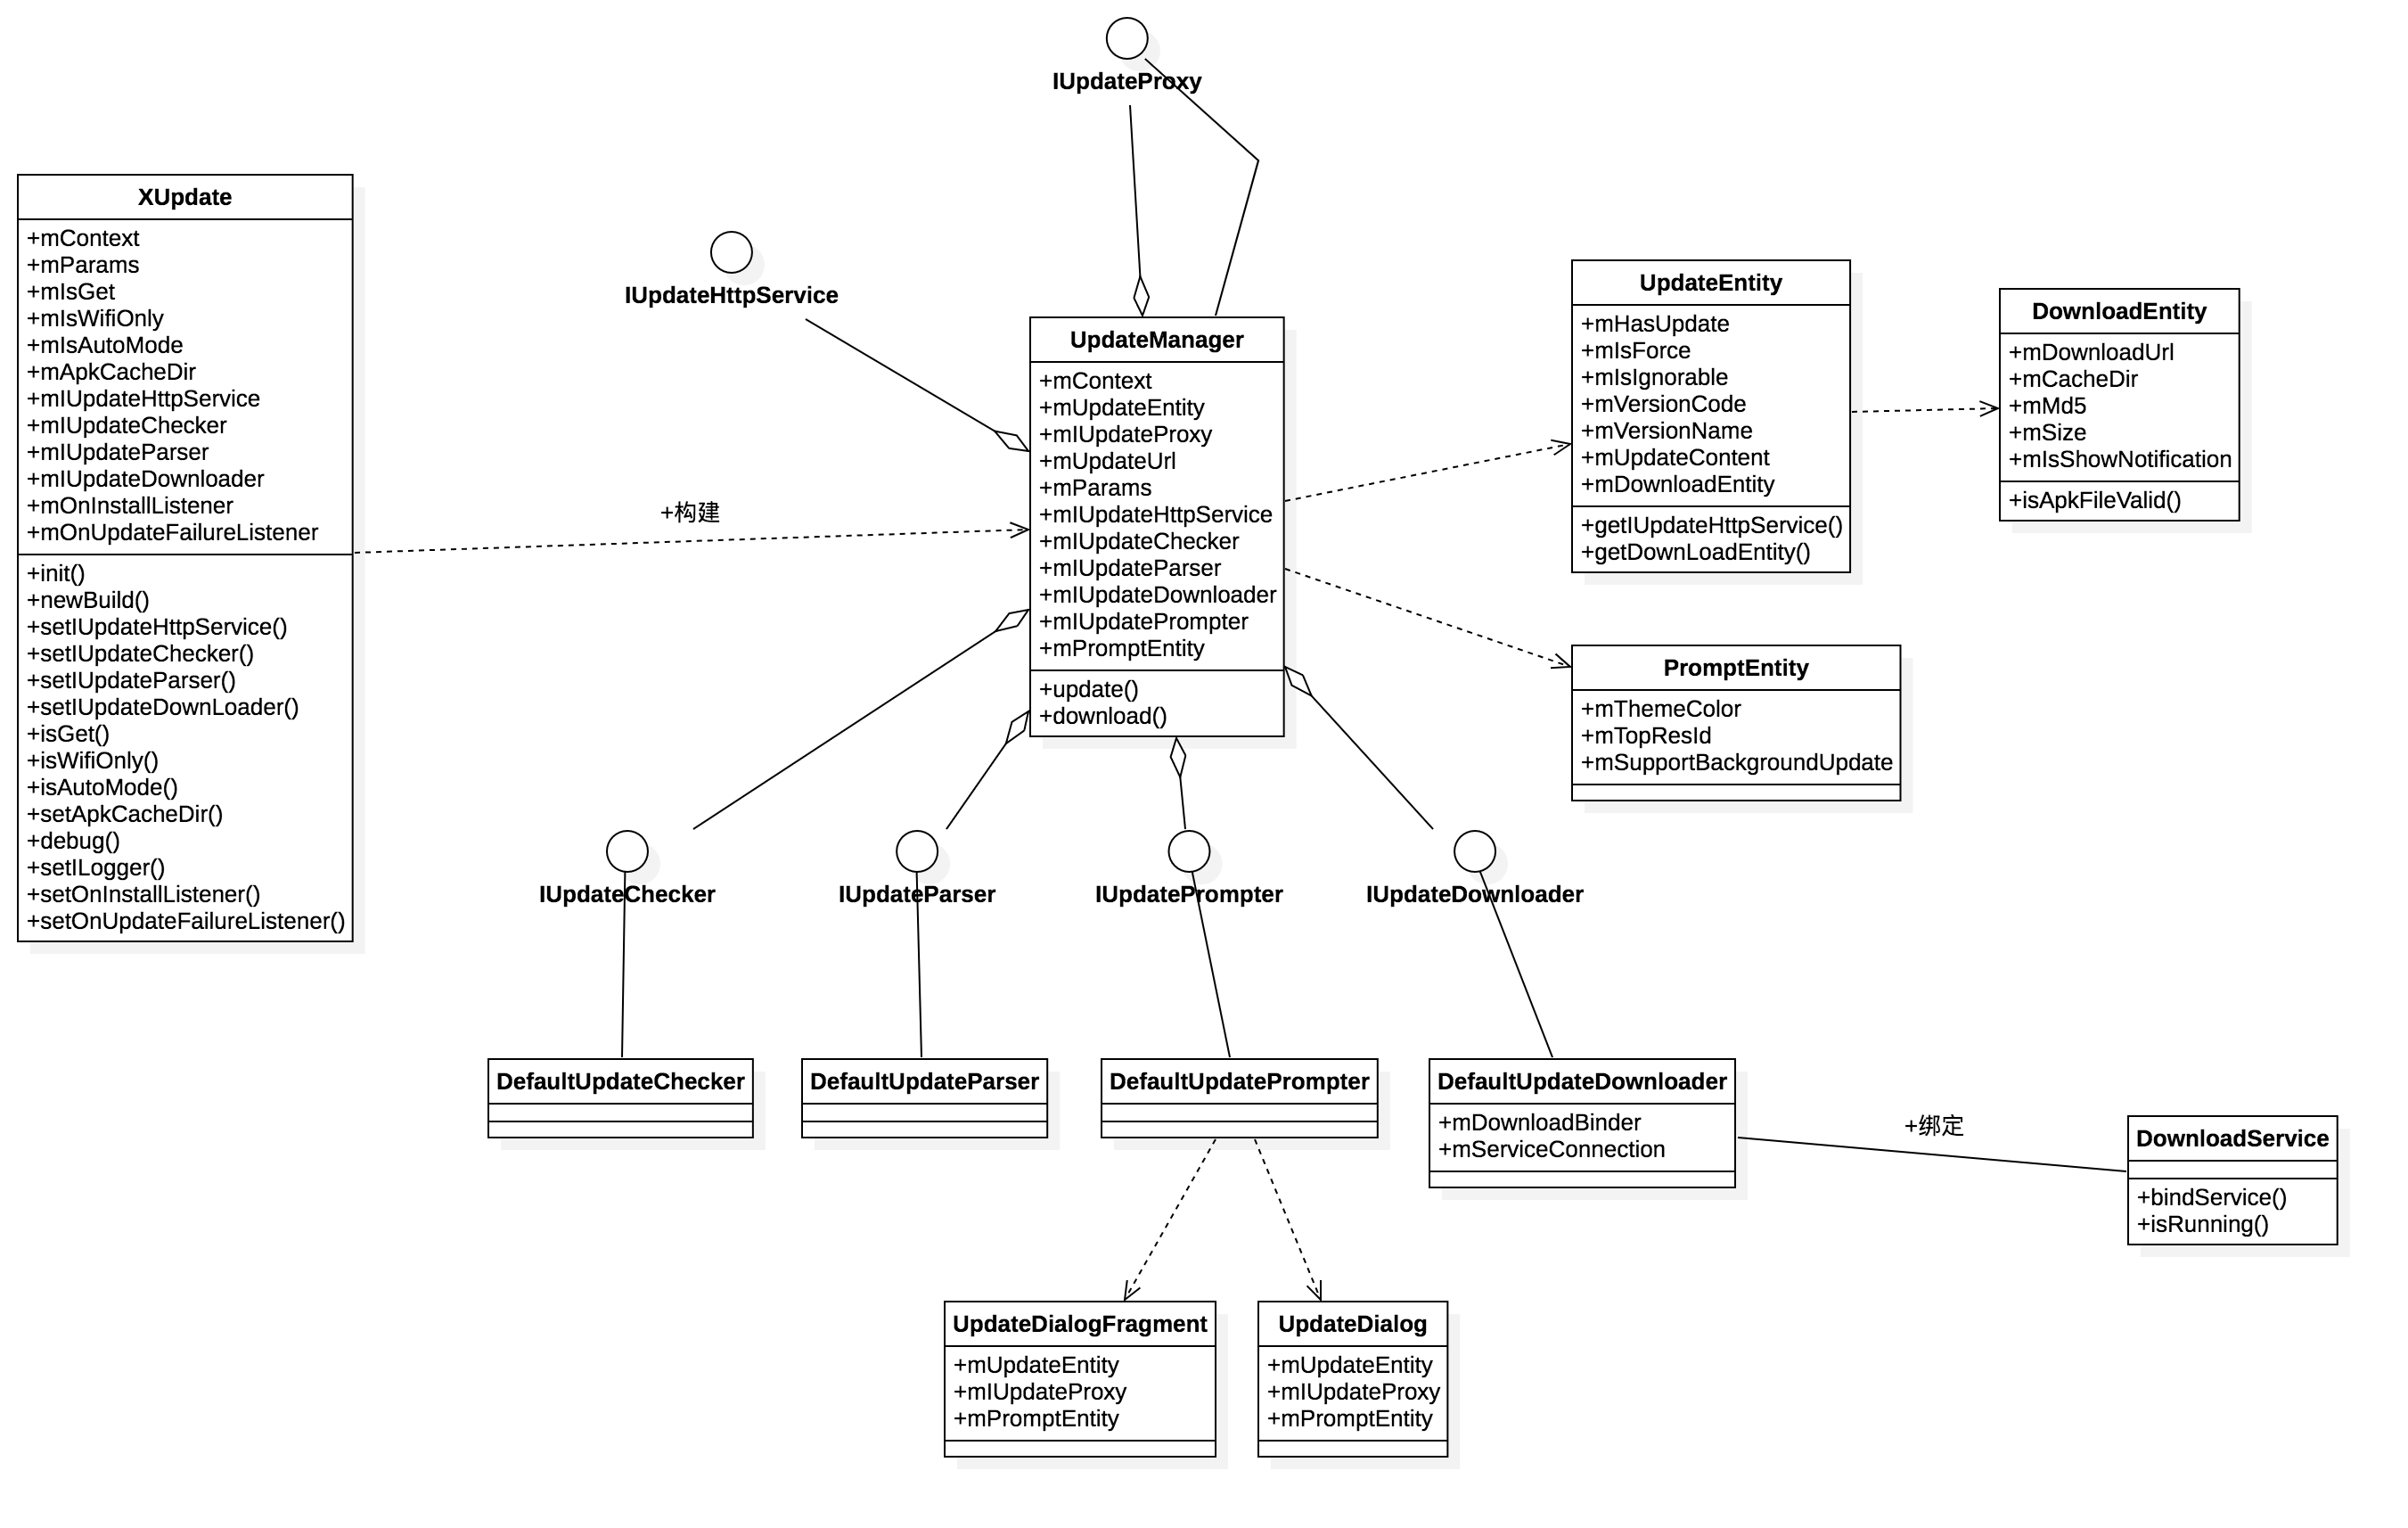 IUpdateProxy
XUpdate
+mContext
+mParams
+mIsGet
+mIsWifiOnly
+mIsAutoMode
+mApkCacheDir
+mIUpdateHttpService
+mIUpdateChecker
+mIUpdateParser
+mIUpdateDownloader
+mOnInstallListener
+mOnUpdateFailureListener
+init()
+newBuild()
+setIUpdateHttpService()
+setIUpdateChecker()
+setIUpdateParser()
+setIUpdateDownLoader()
+isGet()
+isWifiOnly()
+isAutoMode()
+setApkCacheDir()
+debug()
+setILogger()
+setOnInstallListener()
+setOnUpdateFailureListener()
IUpdateHttpService
+构建
UpdateManager
+mContext
+mUpdateEntity
+mIUpdateProxy
+mUpdateUrl
+mParams
+mIUpdateHttpService
+mIUpdateChecker
+mIUpdateParser
+mIUpdateDownloader
+mIUpdatePrompter
+mPromptEntity
+update()
+download()
UpdateEntity
+mHasUpdate
+mIsForce
+mIsIgnorable
+mVersionCode
+mVersionName
+mUpdateContent
+mDownloadEntity
+getIUpdateHttpService()
+getDownLoadEntity()
DownloadEntity
+mDownloadUrl
+mCacheDir
+mMd5
+mSize
+mIsShowNotification
+isApkFileValid()
PromptEntity
+mThemeColor
+mTopResId
+mSupportBackgroundUpdate
IUpdateChecker
IUpdateParser
IUpdatePrompter
IUpdateDownloader
DefaultUpdateChecker
DefaultUpdateParser
DefaultUpdatePrompter
DefaultUpdateDownloader
+mDownloadBinder
+mServiceConnection
+绑定
DownloadService
+bindService()
+isRunning()
UpdateDialogFragment
+mUpdateEntity
+mIUpdateProxy
+mPromptEntity
UpdateDialog
+mUpdateEntity
+mIUpdateProxy
+mPromptEntity